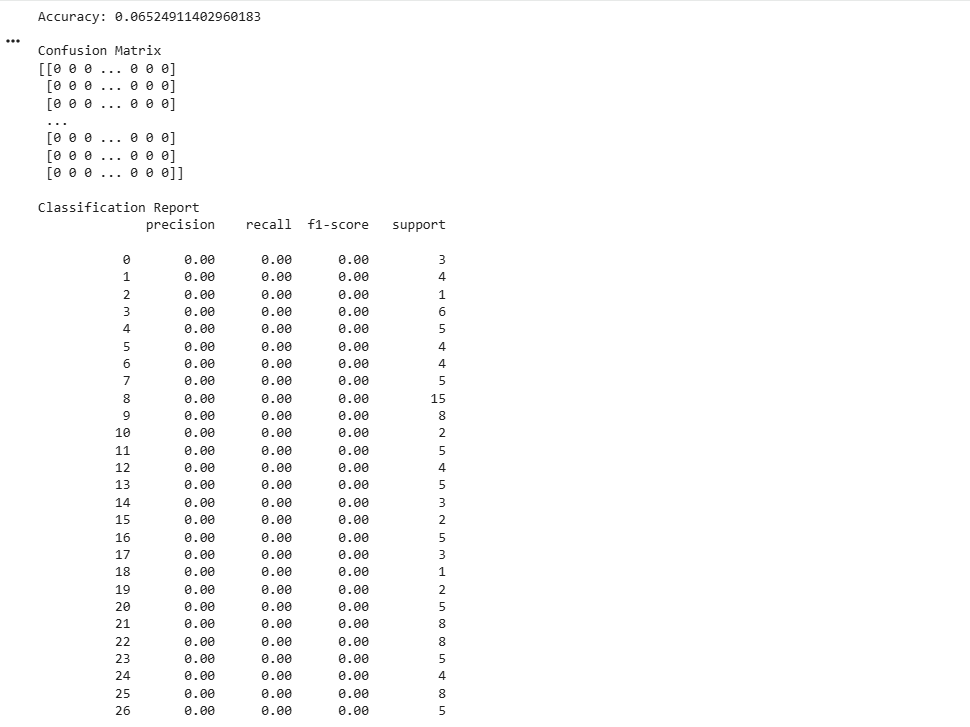 Accuracy: 0.06524911402960183
•••
Confusion Matrix
[[0 0 0 ... 0 0 0]
[0 0 0 ... 0 0 0]
[0 0 0 ... 0 0 0]
...
[0 0 0 ... 0 0 0]
[0 0 0 ... 0 0 0]
[0 0 0 ... 0 0 0]]
Classification Report
precision recall f1-score support
0 0.00 0.00 0.00 3
1 0.00 0.00 0.00 4
2 0.00 0.00 0.00 1
3 0.00 0.00 0.00 6
4 0.00 0.00 0.00 5
5 0.00 0.00 0.00 4
6 0.00 0.00 0.00 4
7 0.00 0.00 0.00 5
8 0.00 0.00 0.00 15
9 0.00 0.00 0.00 8
10 0.00 0.00 0.00 2
11 0.00 0.00 0.00 5
12 0.00 0.00 0.00 4
13 0.00 0.00 0.00 5
14 0.00 0.00 0.00 3
15 0.00 0.00 0.00 2
16 0.00 0.00 0.00 5
17 0.00 0.00 0.00 3
18 0.00 0.00 0.00 1
19 0.00 0.00 0.00 2
20 0.00 0.00 0.00 5
21 0.00 0.00 0.00 8
22 0.00 0.00 0.00 8
23 0.00 0.00 0.00 5
24 0.00 0.00 0.00 4
25 0.00 0.00 0.00 8
26 0.00 0.00 0.00 5